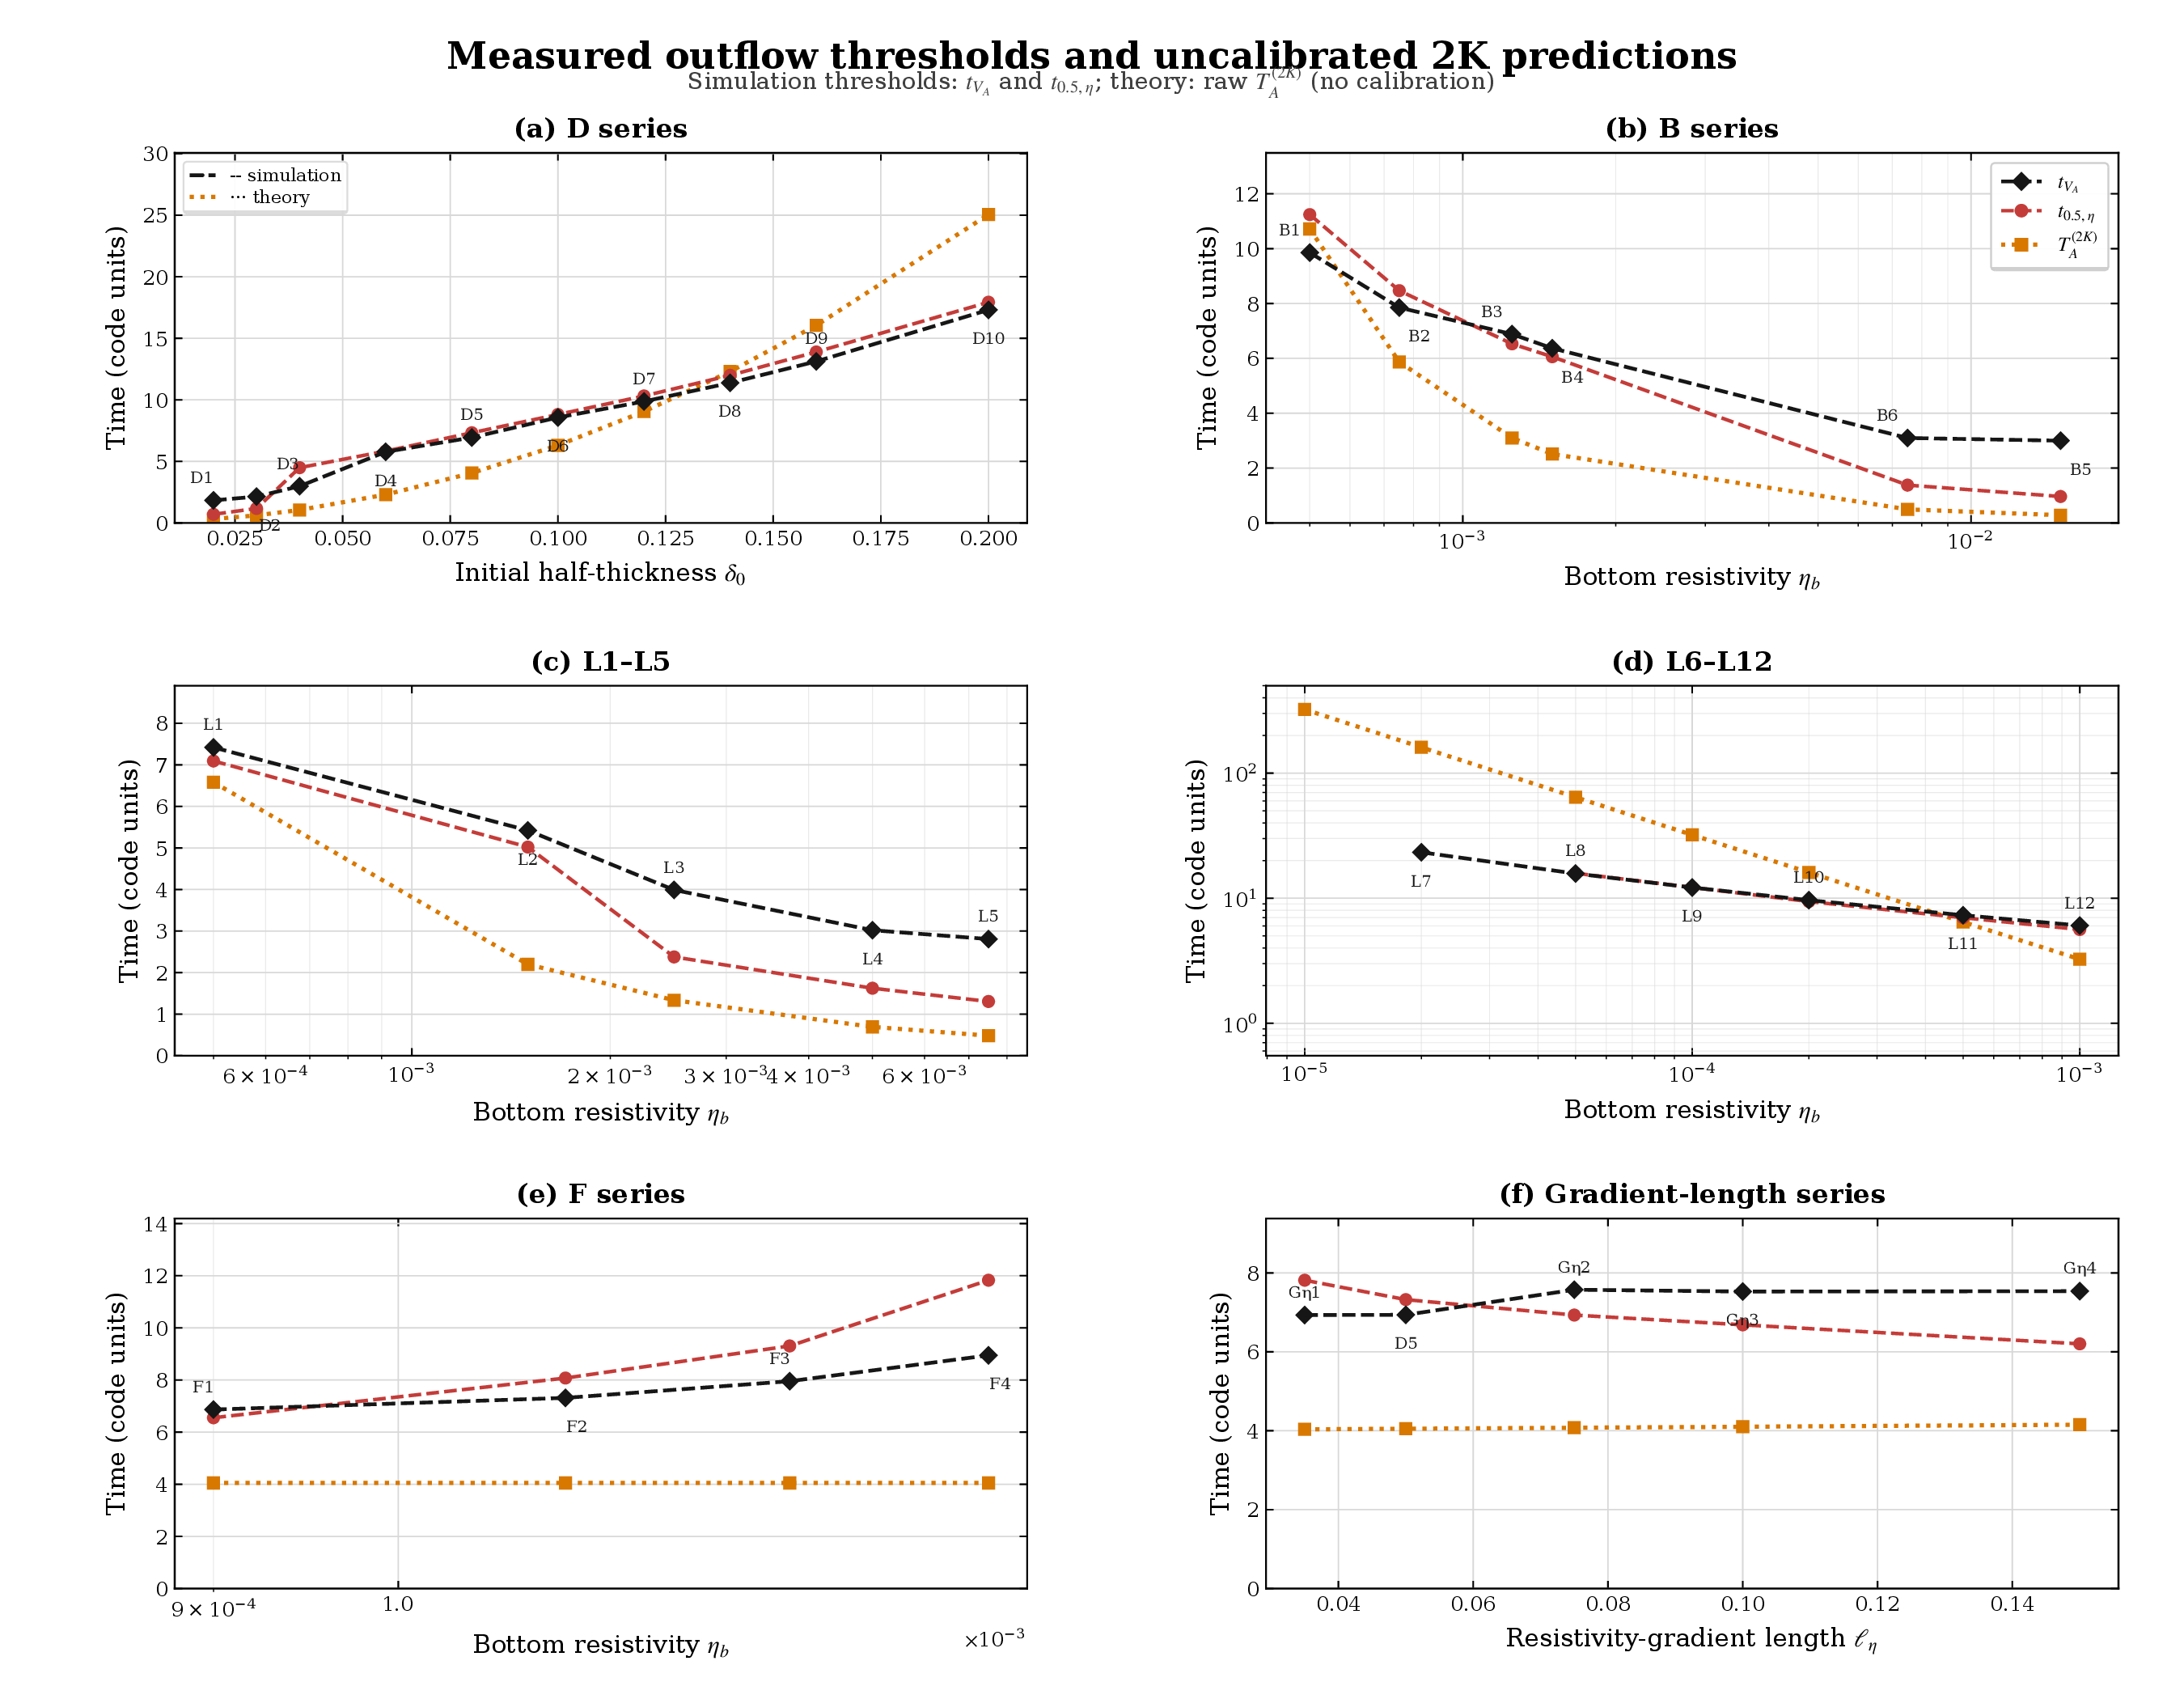 Measured outflow thresholds and uncalibrated 2K predictions
Simulation thresholds: t_{V_A} and t_{0.5,η}; theory: raw T_A^{(2K)} (no calibration)
(a) D series
-- simulation
··· theory
Time (code units)
30
25
20
15
10
5
0
D1
D2
D3
D4
D5
D6
D7
D8
D9
D10
0.025 0.050 0.075 0.100 0.125 0.150 0.175 0.200
Initial half-thickness δ₀
(b) B series
t_{V_A}
t_{0.5,η}
T_A^{(2K)}
Time (code units)
12
10
8
6
4
2
0
B1
B2
B3
B4
B6
B5
10⁻³ 10⁻²
Bottom resistivity η_b
(c) L1–L5
Time (code units)
8
7
6
5
4
3
2
1
0
L1
L2
L3
L4
L5
6 × 10⁻⁴ 10⁻³ 2 × 10⁻³ 3 × 10⁻³ 4 × 10⁻³ 6 × 10⁻³
Bottom resistivity η_b
(d) L6–L12
Time (code units)
10²
10¹
10⁰
L7
L8
L9
L10
L11
L12
10⁻⁵ 10⁻⁴ 10⁻³
Bottom resistivity η_b
(e) F series
Time (code units)
14
12
10
8
6
4
2
0
F1
F2
F3
F4
9 × 10⁻⁴ 1.0
×10⁻³
Bottom resistivity η_b
(f) Gradient-length series
Time (code units)
8
6
4
2
0
Gη1
D5
Gη2
Gη3
Gη4
0.04 0.06 0.08 0.10 0.12 0.14
Resistivity-gradient length ℓ_η